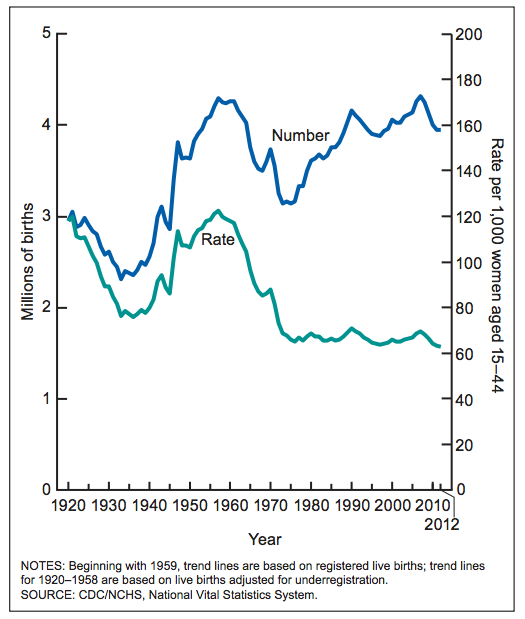 5
4
3
2
1
0
Millions of births
200
180
160
140
120
100
80
60
40
20
0
Rate per 1,000 women aged 15–44
Number
Rate
1920 1930 1940 1950 1960 1970 1980 1990 2000 2010
2012
Year
NOTES: Beginning with 1959, trend lines are based on registered live births; trend lines
for 1920–1958 are based on live births adjusted for underregistration.
SOURCE: CDC/NCHS, National Vital Statistics System.